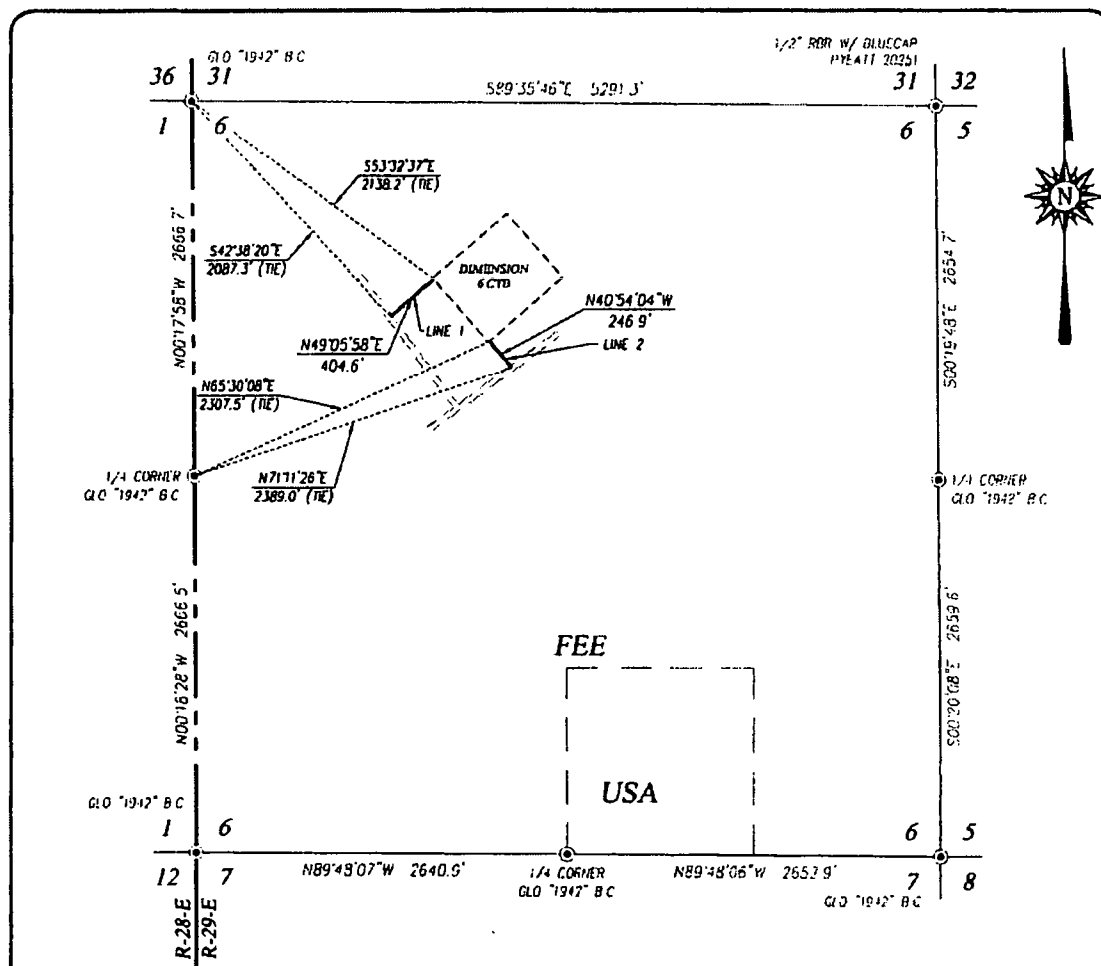 GLO "1942" B C
1/2" RBR W/ BLUECAP
PYEATT 20251
36 31
31 32
S89°35'46"E 5291.3'
1 6
6 5
S53°32'37"E
2138.2' (TIE)
N00°17'58"W 2666.7'
S42°38'20"E
2087.3' (TIE)
N
DIMENSION
6 CTB
S00°19'48"E 2654.7'
N40°54'04"W
246.9'
LINE 1
LINE 2
N49°05'58"E
404.6'
N65°30'08"E
2307.5' (TIE)
1/4 CORNER
GLO "1942" B C
N71°11'26"E
2389.0' (TIE)
1/4 CORNER
GLO "1942" B C
N00°18'28"W 2666.5'
FEE
S00°20'08"E 2659.6'
USA
GLO "1942" B C
1 6
6 5
N89°49'07"W 2640.9'
1/4 CORNER
GLO "1942" B C
N89°48'06"W 2652.9'
12 7
7 8
GLO "1942" B C
R-28-E
R-29-E